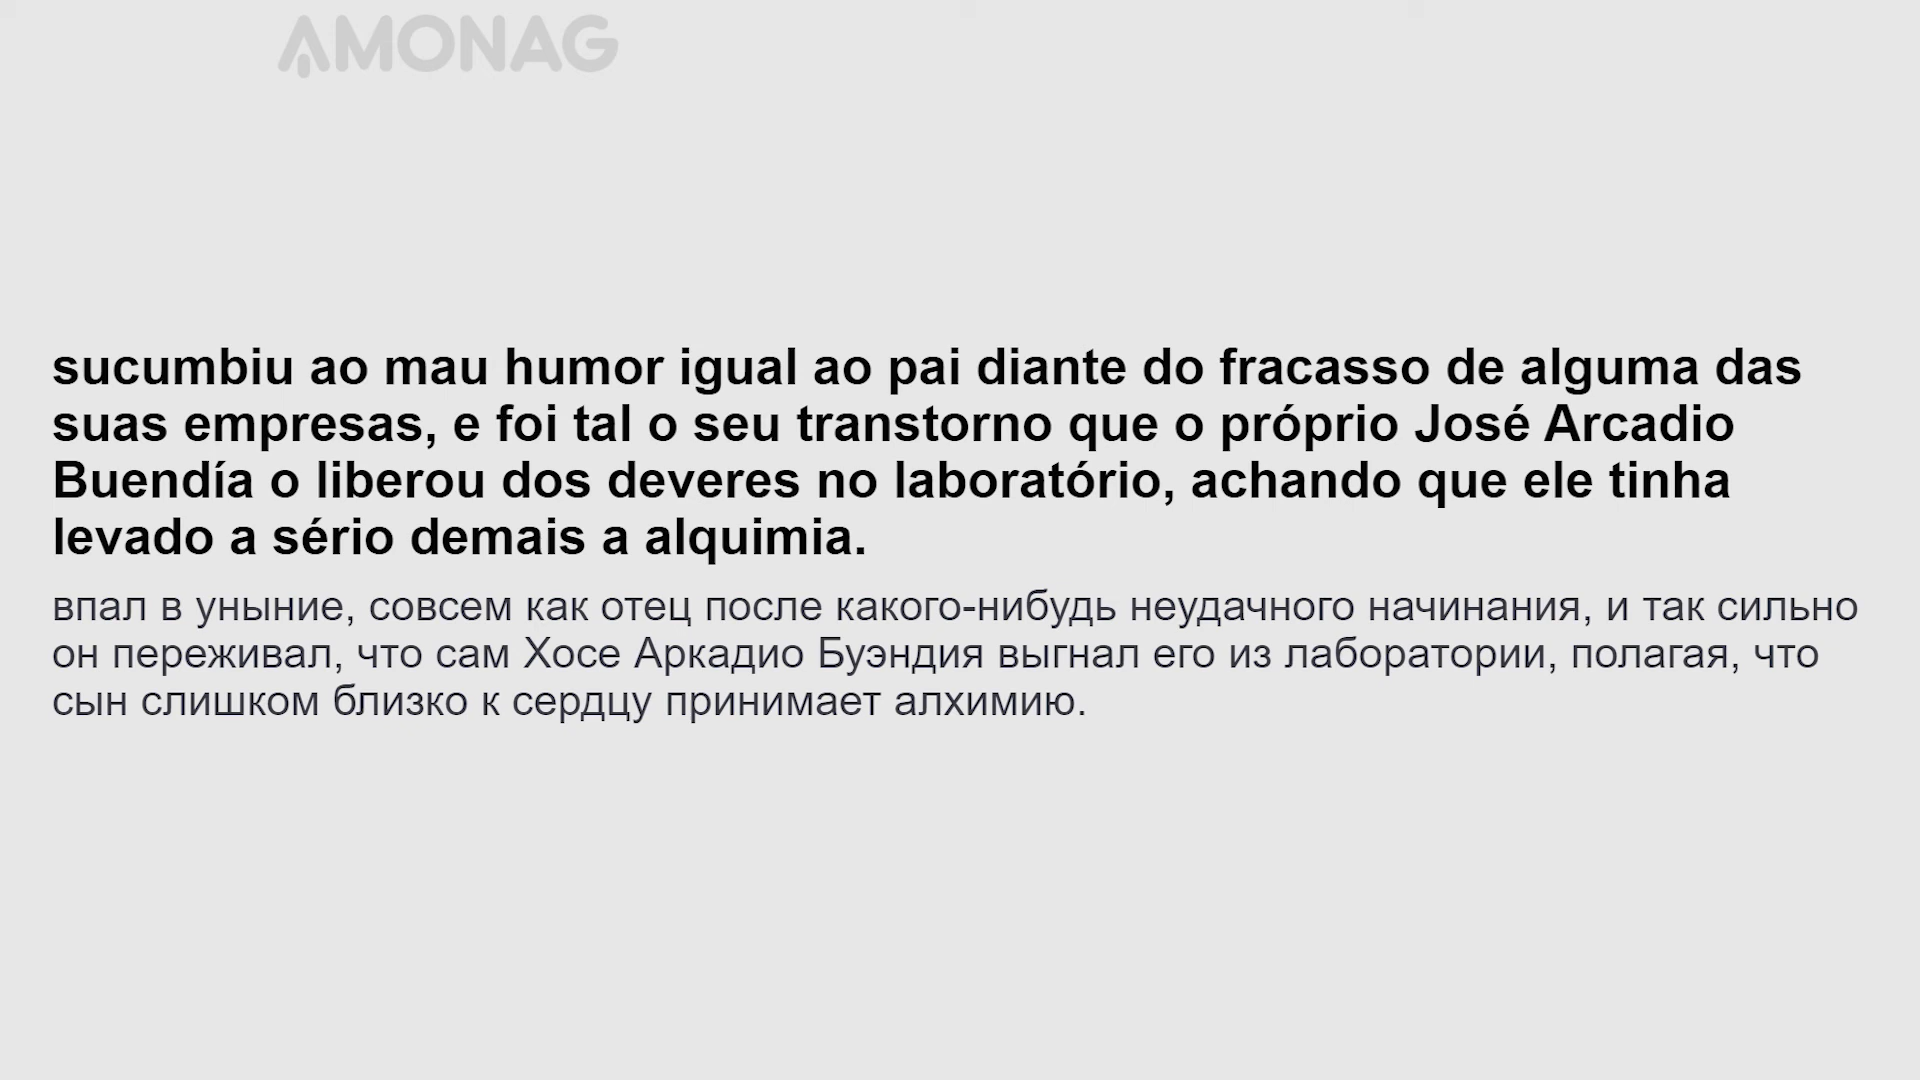 AMONAG
sucumbiu ao mau humor igual ao pai diante do fracasso de alguma das
suas empresas, e foi tal o seu transtorno que o próprio José Arcadio
Buendía o liberou dos deveres no laboratório, achando que ele tinha
levado a sério demais a alquimia.
впал в уныние, совсем как отец после какого-нибудь неудачного начинания, и так сильно
он переживал, что сам Хосе Аркадио Буэндия выгнал его из лаборатории, полагая, что
сын слишком близко к сердцу принимает алхимию.